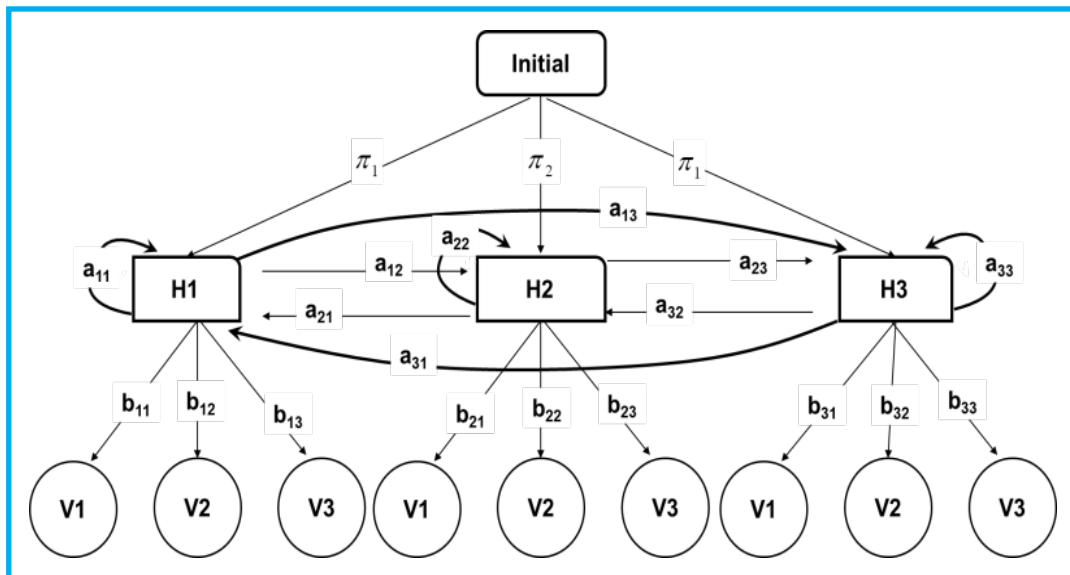 Initial
π₁
π₂
π₁
a₁₃
a₂₂
a₁₁
a₁₂
a₂₃
a₃₃
H1
H2
H3
a₂₁
a₃₂
a₃₁
b₁₁
b₁₂
b₁₃
b₂₁
b₂₂
b₂₃
b₃₁
b₃₂
b₃₃
V1
V2
V3
V1
V2
V3
V1
V2
V3